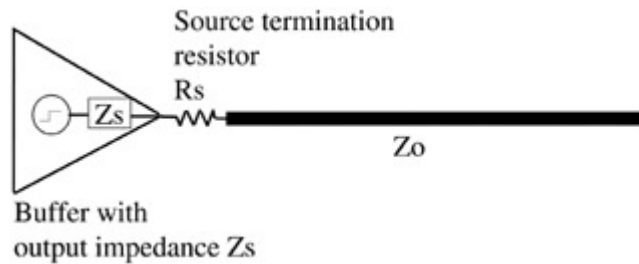 Source termination
resistor
Rs
Zs
Zo
Buffer with
output impedance Zs